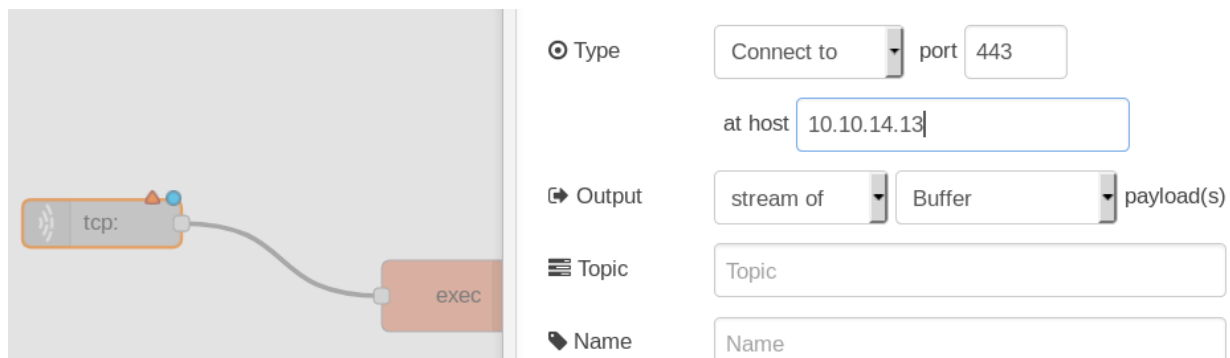 Type Connect to port 443
at host 10.10.14.13
tcp:
Output stream of Buffer payload(s)
Topic Topic
exec
Name Name